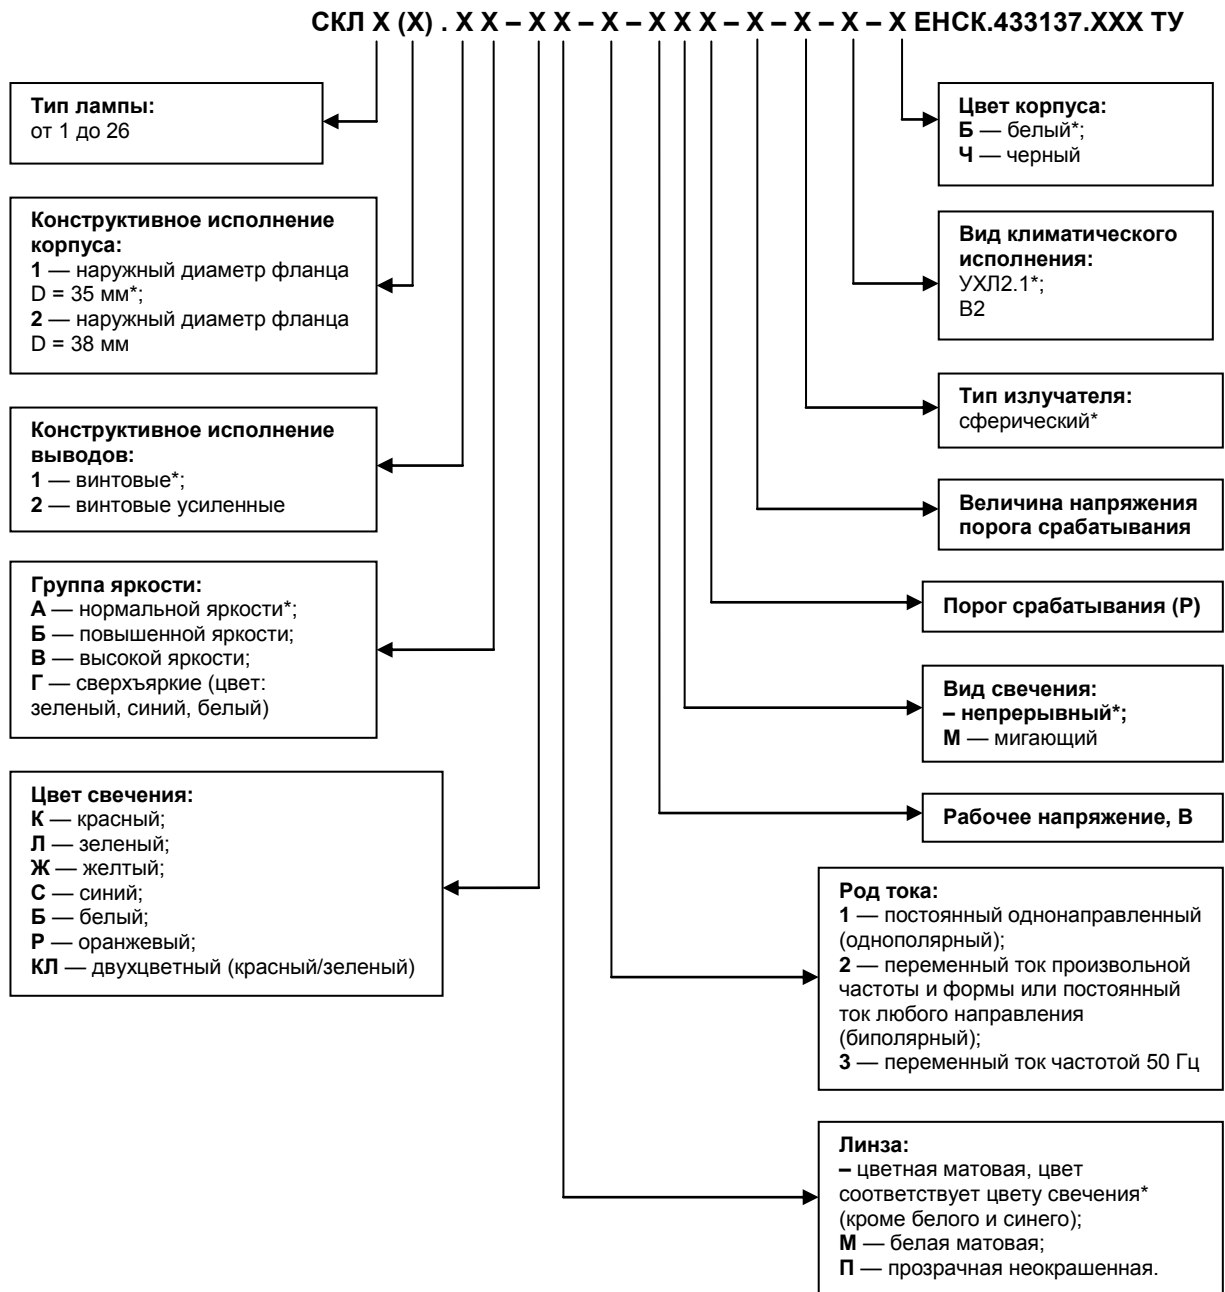 СКЛ Х (Х) . Х Х – Х Х – Х – Х Х Х – Х – Х – Х – Х ЕНСК.433137.ХХХ ТУ
Тип лампы:
от 1 до 26
Конструктивное исполнение
корпуса:
1 — наружный диаметр фланца
D = 35 мм*;
2 — наружный диаметр фланца
D = 38 мм
Конструктивное исполнение
выводов:
1 — винтовые*;
2 — винтовые усиленные
Группа яркости:
А — нормальной яркости*;
Б — повышенной яркости;
В — высокой яркости;
Г — сверхъяркие (цвет:
зеленый, синий, белый)
Цвет свечения:
К — красный;
Л — зеленый;
Ж — желтый;
С — синий;
Б — белый;
Р — оранжевый;
КЛ — двухцветный (красный/зеленый)
Цвет корпуса:
Б — белый*;
Ч — черный
Вид климатического
исполнения:
УХЛ2.1*;
В2
Тип излучателя:
сферический*
Величина напряжения
порога срабатывания
Порог срабатывания (Р)
Вид свечения:
– непрерывный*;
М — мигающий
Рабочее напряжение, В
Род тока:
1 — постоянный однонаправленный
(однополярный);
2 — переменный ток произвольной
частоты и формы или постоянный
ток любого направления
(биполярный);
3 — переменный ток частотой 50 Гц
Линза:
– цветная матовая, цвет
соответствует цвету свечения*
(кроме белого и синего);
М — белая матовая;
П — прозрачная неокрашенная.